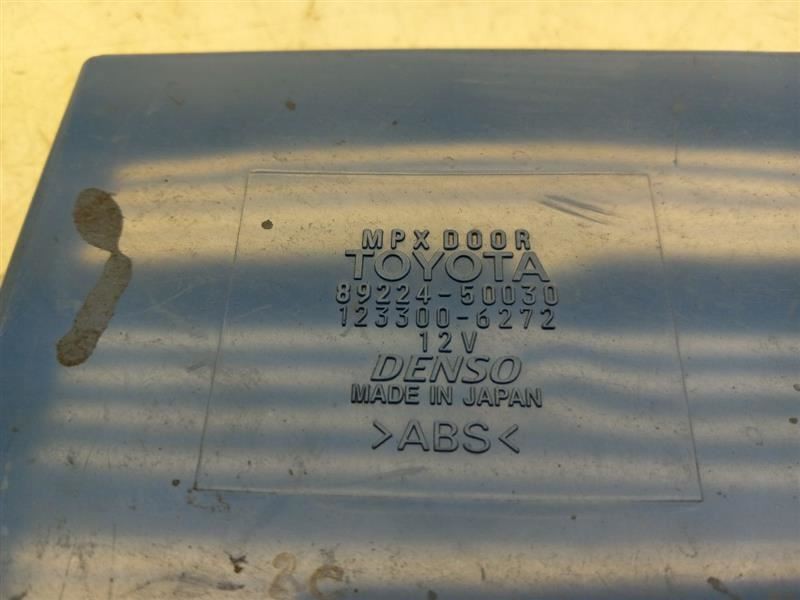 MPX DOOR
TOYOTA
89224-50030
123300-6272
12V
DENSO
MADE IN JAPAN
>ABS<